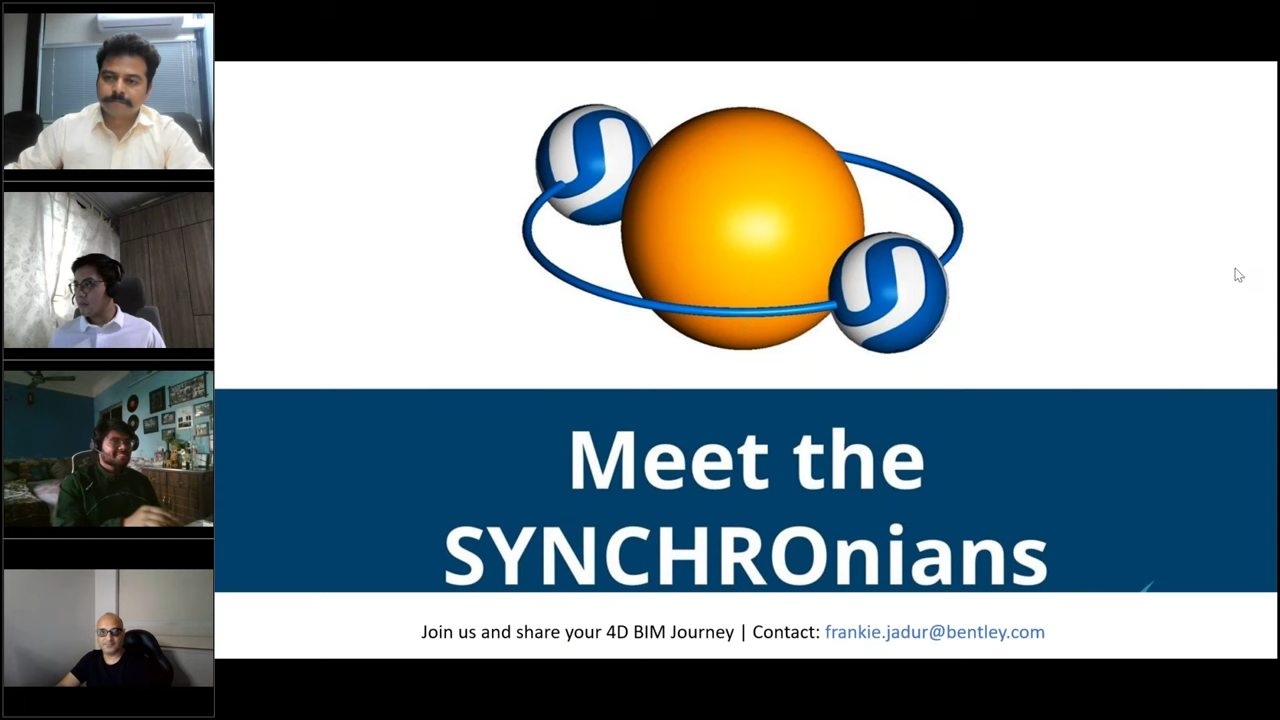 Meet the
SYNCHROnians
Join us and share your 4D BIM Journey | Contact: frankie.jadur@bentley.com